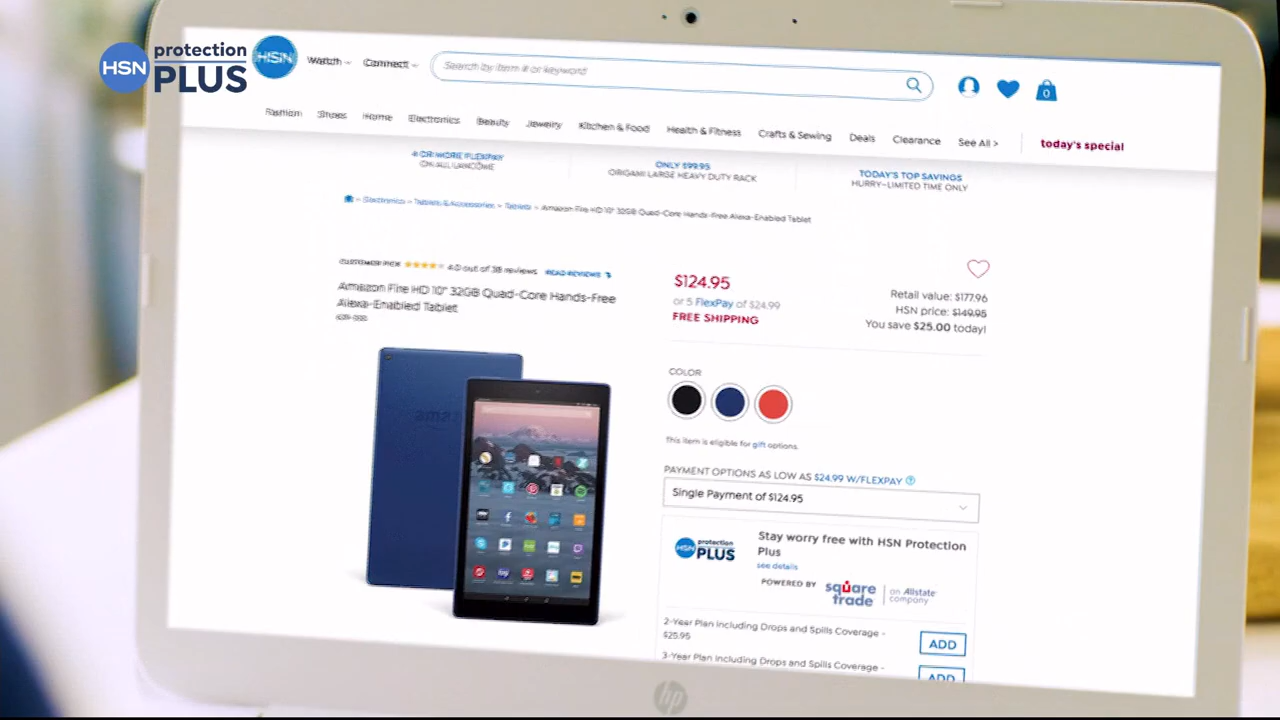 HSN protection PLUS
HSN
Watch
Connect
Search by item # or keyword
0
Fashion
Shoes
Home
Electronics
Beauty
Jewelry
Kitchen & Food
Health & Fitness
Crafts & Sewing
Deals
Clearance
See All >
today's special
4 OR MORE FLEXPAY
ON ALL LANCOME
ONLY $99.95
ORIGAMI LARGE HEAVY DUTY RACK
TODAY'S TOP SAVINGS
HURRY–LIMITED TIME ONLY
Electronics > Tablets & Accessories > Tablets > Amazon Fire HD 10" 32GB Quad-Core Hands-Free Alexa-Enabled Tablet
CUSTOMER PICK 4.0 out of 38 reviews READ REVIEWS
Amazon Fire HD 10" 32GB Quad-Core Hands-Free
Alexa-Enabled Tablet
$124.95
or 5 FlexPay of $24.99
FREE SHIPPING
Retail value: $177.96
HSN price: $149.95
You save $25.00 today!
COLOR
This item is eligible for gift options.
PAYMENT OPTIONS AS LOW AS $24.99 W/FLEXPAY ?
Single Payment of $124.95
HSN protection PLUS
Stay worry free with HSN Protection
Plus
see details
POWERED BY
square trade
an Allstate
company
2-Year Plan Including Drops and Spills Coverage -
$25.95
ADD
3-Year Plan Including Drops and Spills Coverage -
ADD
hp